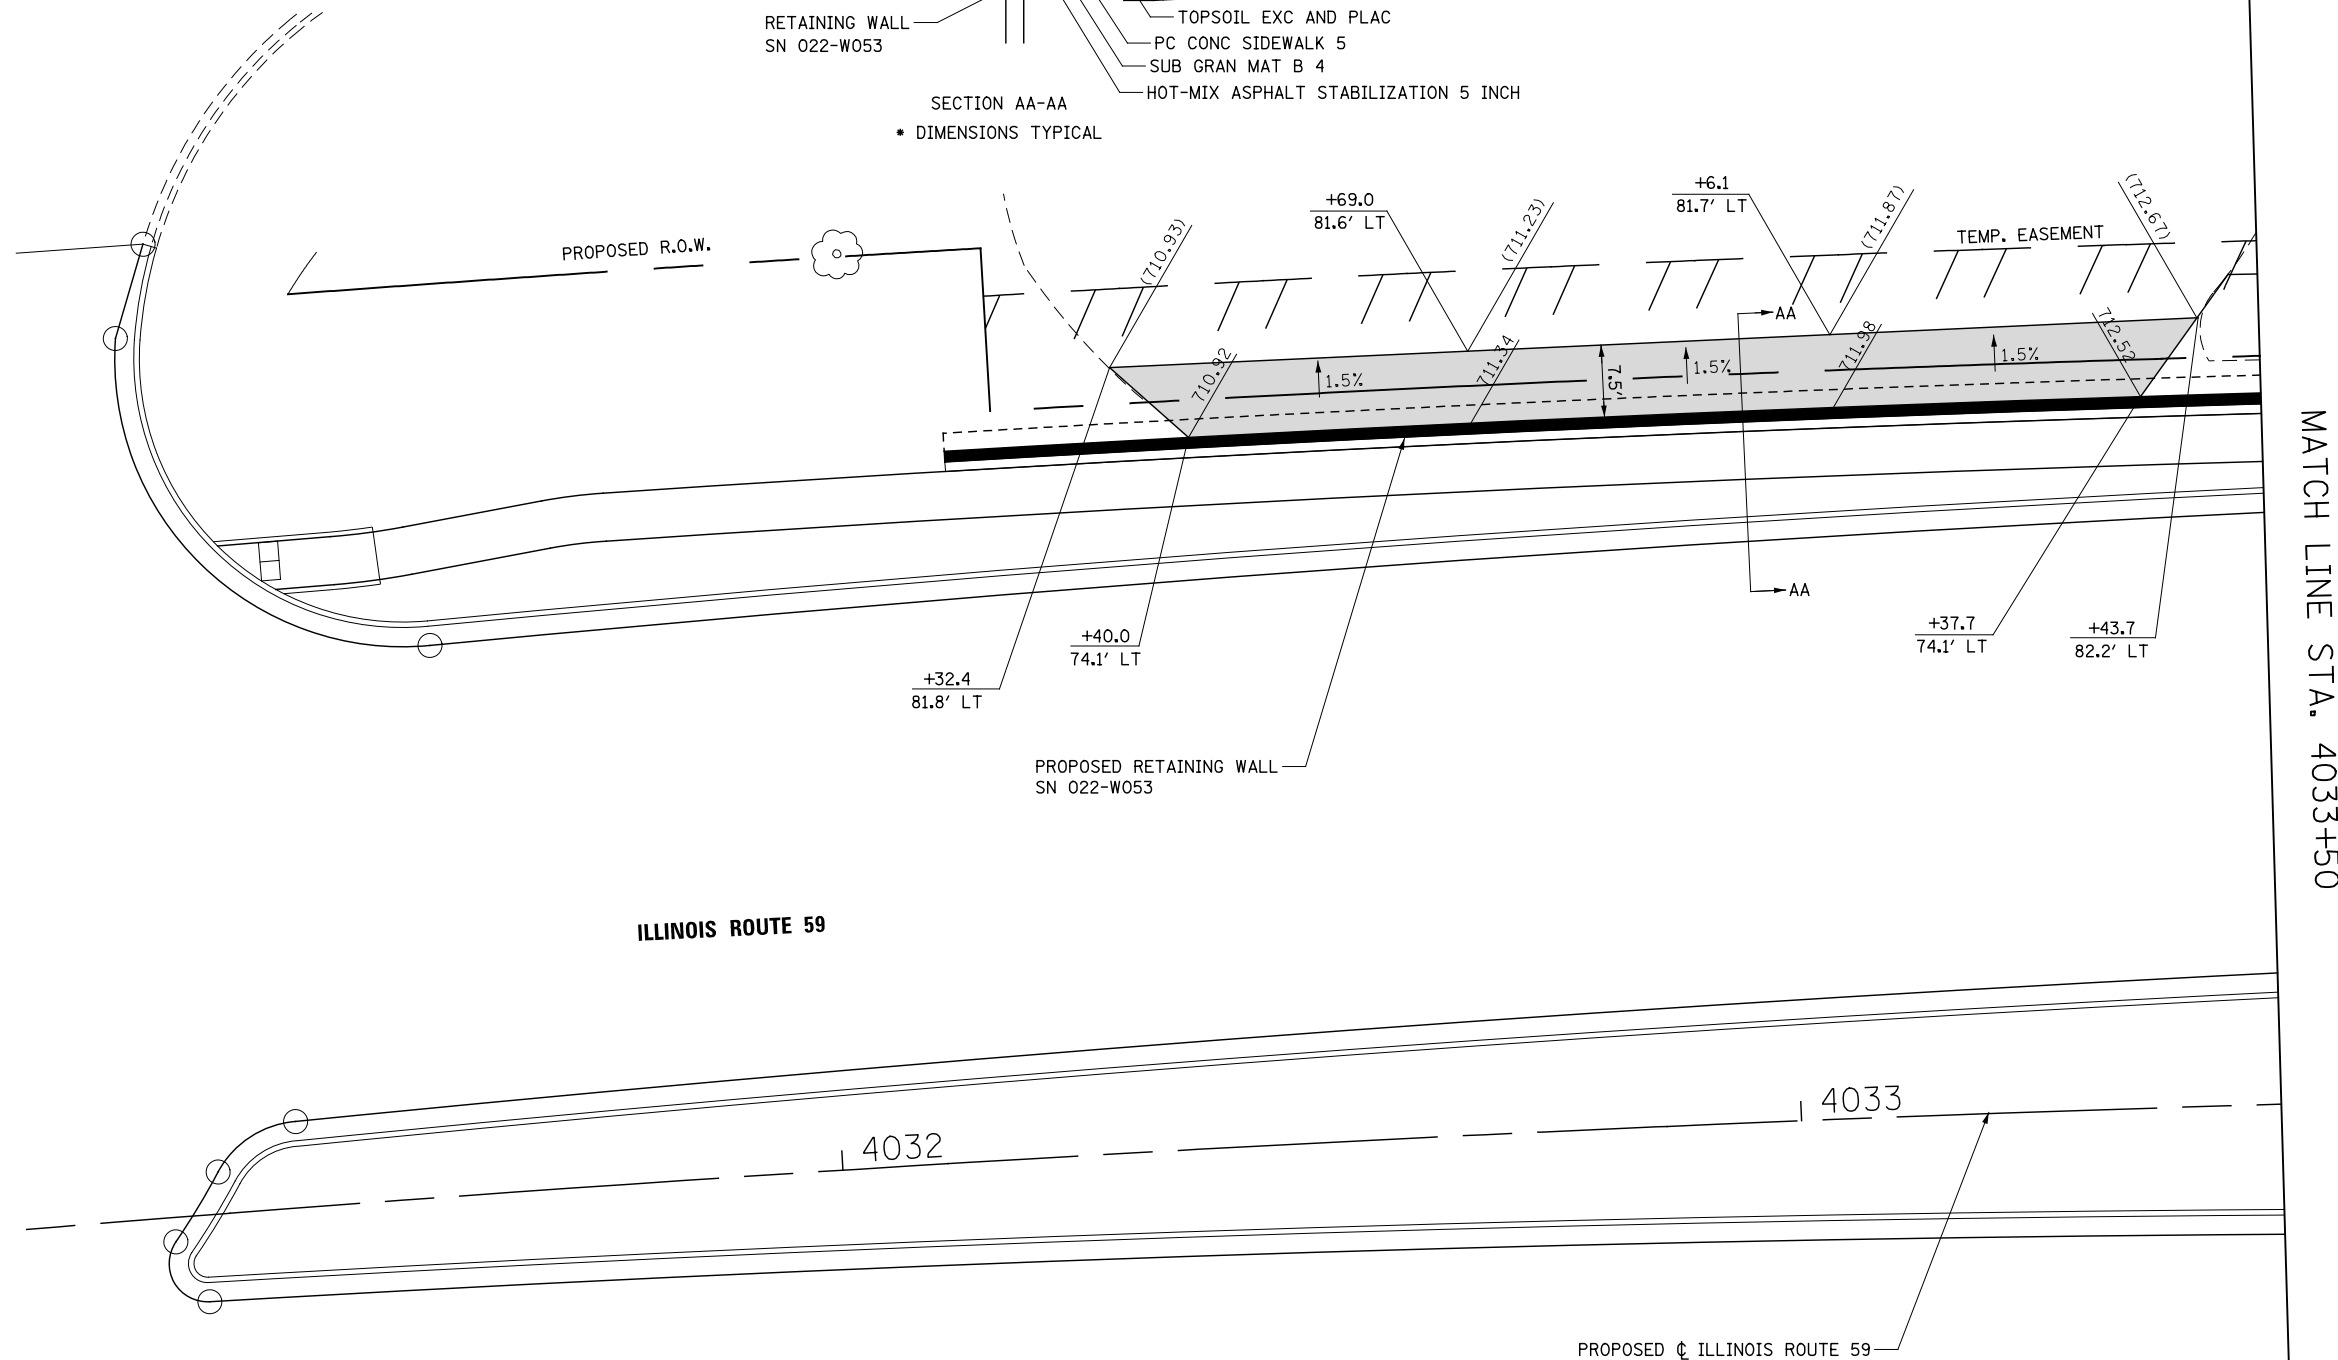 RETAINING WALL
SN 022-W053
TOPSOIL EXC AND PLAC
PC CONC SIDEWALK 5
SUB GRAN MAT B 4
HOT-MIX ASPHALT STABILIZATION 5 INCH
SECTION AA-AA
* DIMENSIONS TYPICAL
PROPOSED R.O.W.
(710.93)
+69.0
81.6' LT
(711.23)
+6.1
81.7' LT
(711.87)
TEMP. EASEMENT
(712.67)
AA
710.92
1.5%
711.34
7.5'
1.5%
711.98
1.5%
712.52
AA
+32.4
81.8' LT
+40.0
74.1' LT
+37.7
74.1' LT
+43.7
82.2' LT
PROPOSED RETAINING WALL
SN 022-W053
MATCH LINE STA. 4033+50
ILLINOIS ROUTE 59
4032
4033
PROPOSED ℄ ILLINOIS ROUTE 59